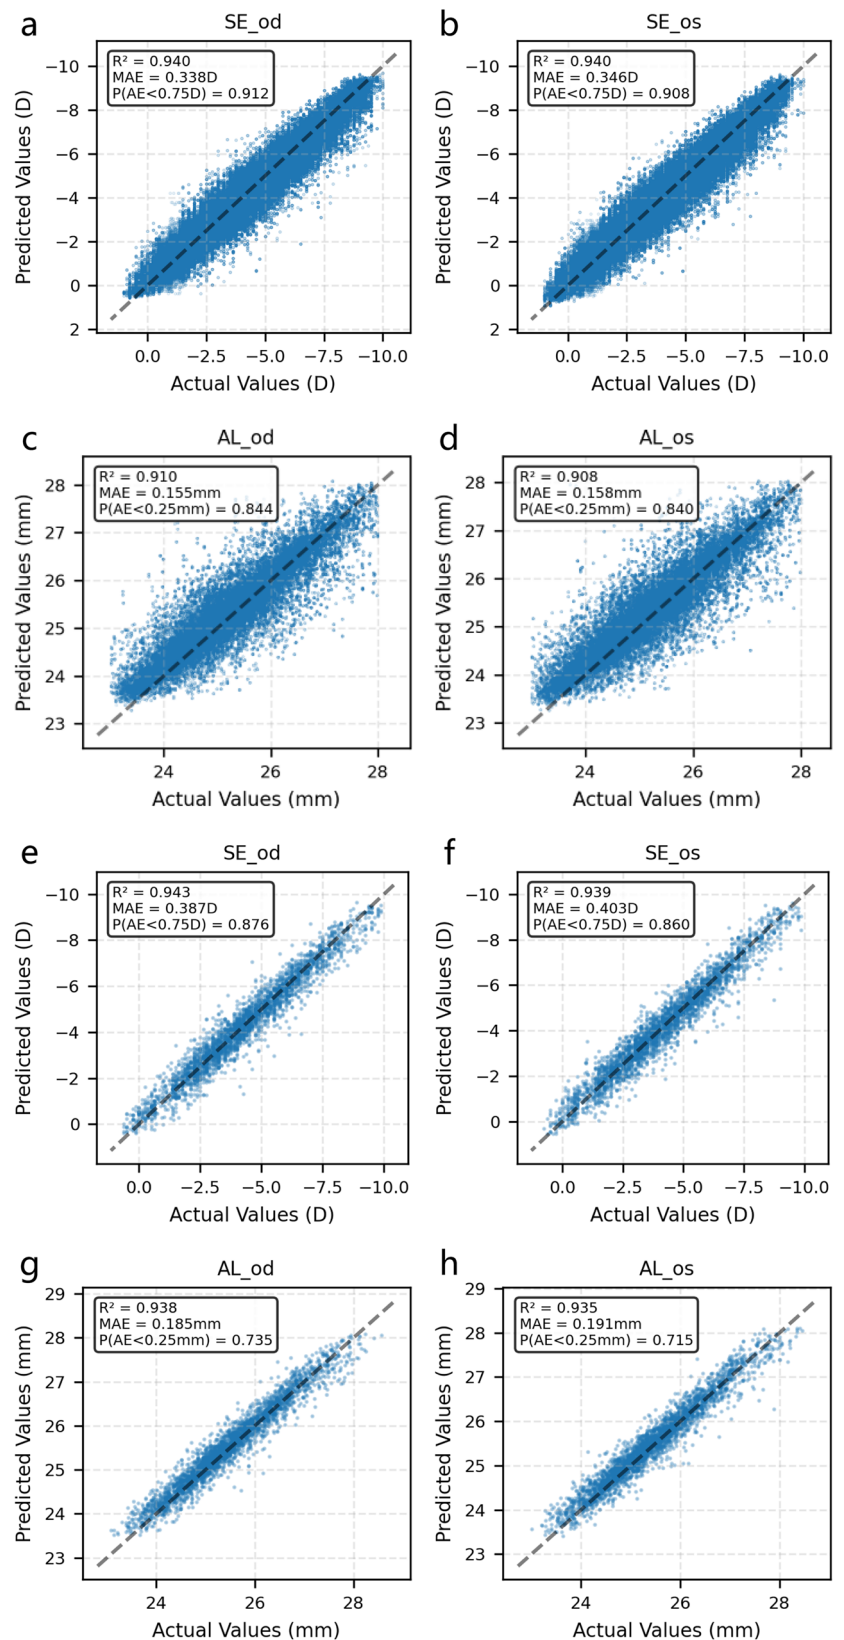 a
SE_od
R² = 0.940
MAE = 0.338D
P(AE<0.75D) = 0.912
Predicted Values (D)
−10
−8
−6
−4
−2
0
2
0.0 −2.5 −5.0 −7.5 −10.0
Actual Values (D)
b
SE_os
R² = 0.940
MAE = 0.346D
P(AE<0.75D) = 0.908
Predicted Values (D)
−10
−8
−6
−4
−2
0
2
0.0 −2.5 −5.0 −7.5 −10.0
Actual Values (D)
c
AL_od
R² = 0.910
MAE = 0.155mm
P(AE<0.25mm) = 0.844
Predicted Values (mm)
28
27
26
25
24
23
24 26 28
Actual Values (mm)
d
AL_os
R² = 0.908
MAE = 0.158mm
P(AE<0.25mm) = 0.840
Predicted Values (mm)
28
27
26
25
24
23
24 26 28
Actual Values (mm)
e
SE_od
R² = 0.943
MAE = 0.387D
P(AE<0.75D) = 0.876
Predicted Values (D)
−10
−8
−6
−4
−2
0
0.0 −2.5 −5.0 −7.5 −10.0
Actual Values (D)
f
SE_os
R² = 0.939
MAE = 0.403D
P(AE<0.75D) = 0.860
Predicted Values (D)
−10
−8
−6
−4
−2
0
0.0 −2.5 −5.0 −7.5 −10.0
Actual Values (D)
g
AL_od
R² = 0.938
MAE = 0.185mm
P(AE<0.25mm) = 0.735
Predicted Values (mm)
29
28
27
26
25
24
23
24 26 28
Actual Values (mm)
h
AL_os
R² = 0.935
MAE = 0.191mm
P(AE<0.25mm) = 0.715
Predicted Values (mm)
29
28
27
26
25
24
23
24 26 28
Actual Values (mm)